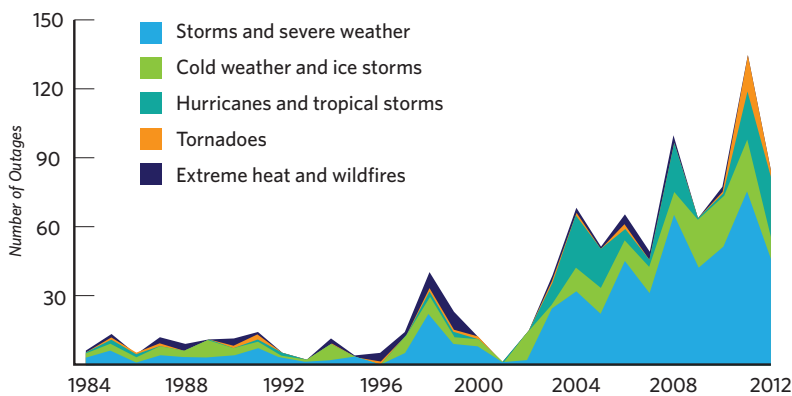 150
120
90
60
30
Number of Outages
Storms and severe weather
Cold weather and ice storms
Hurricanes and tropical storms
Tornadoes
Extreme heat and wildfires
1984 1988 1992 1996 2000 2004 2008 2012